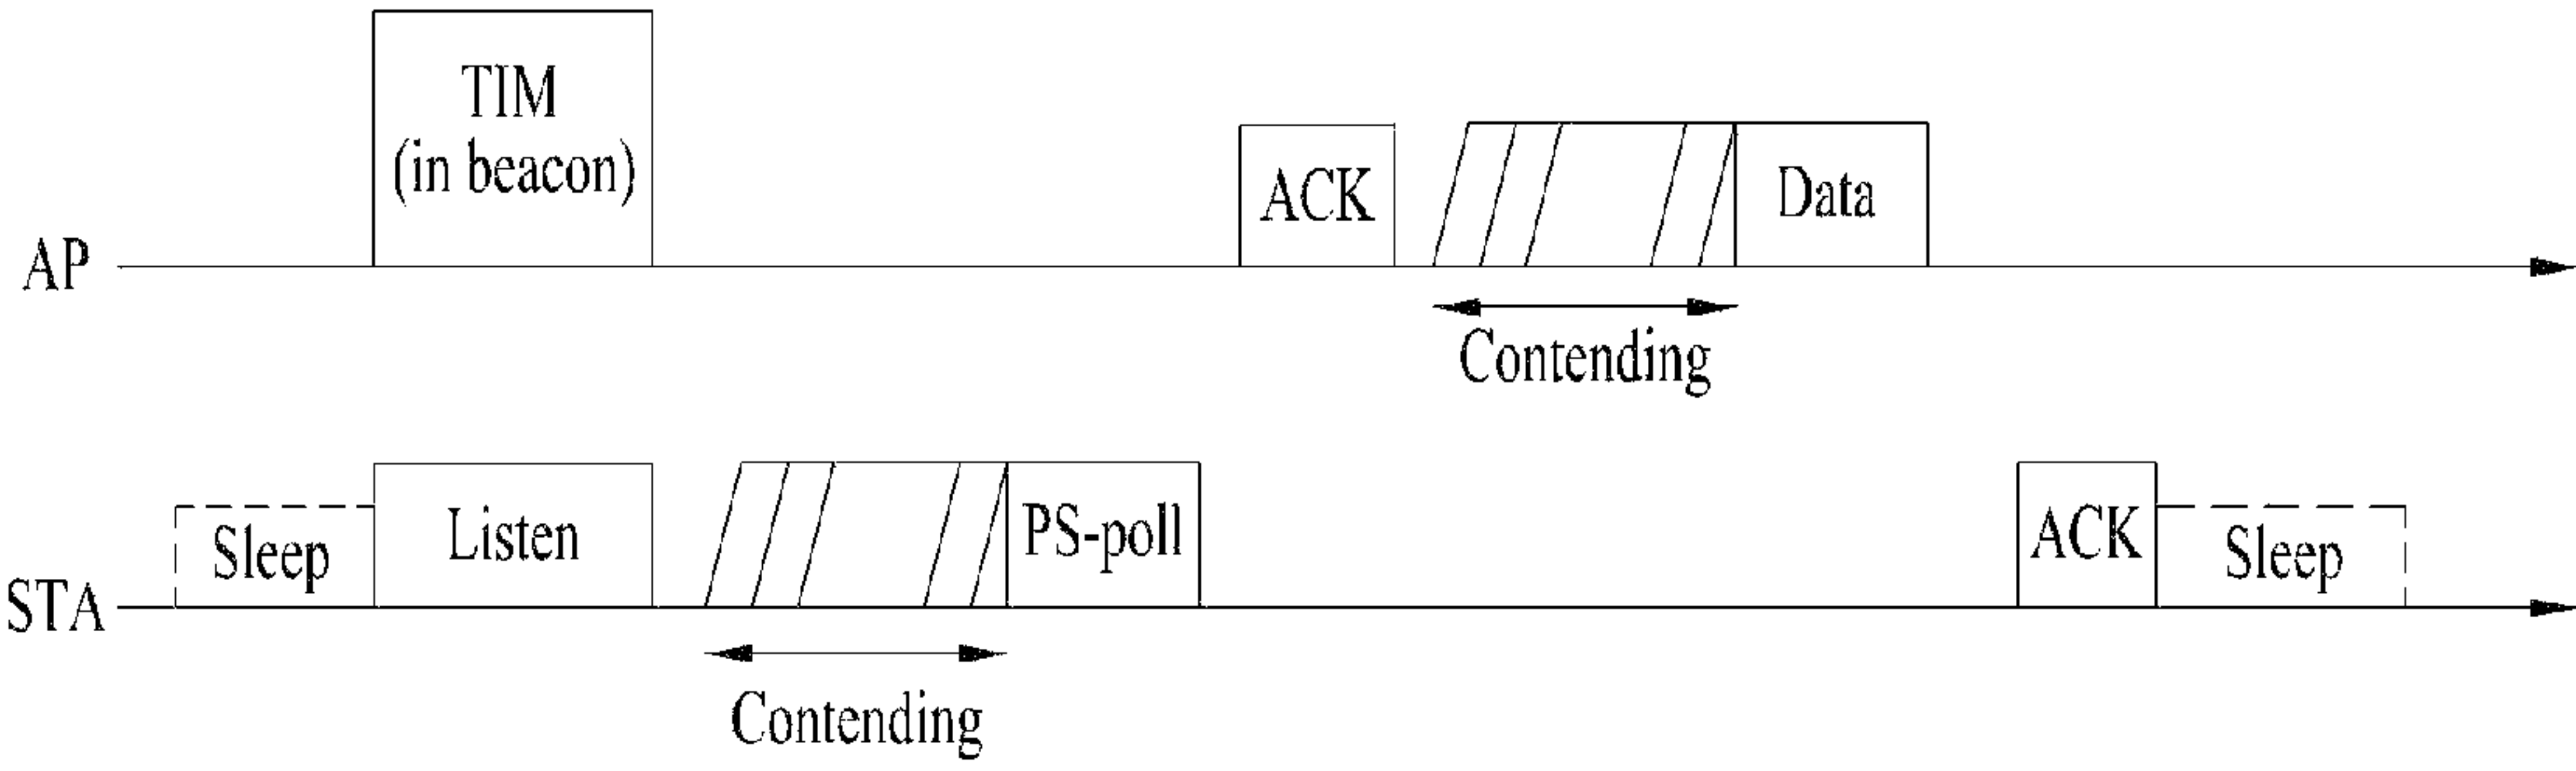 TIM
(in beacon)
ACK
Data
AP
Contending
Sleep
Listen
PS-poll
ACK
Sleep
STA
Contending